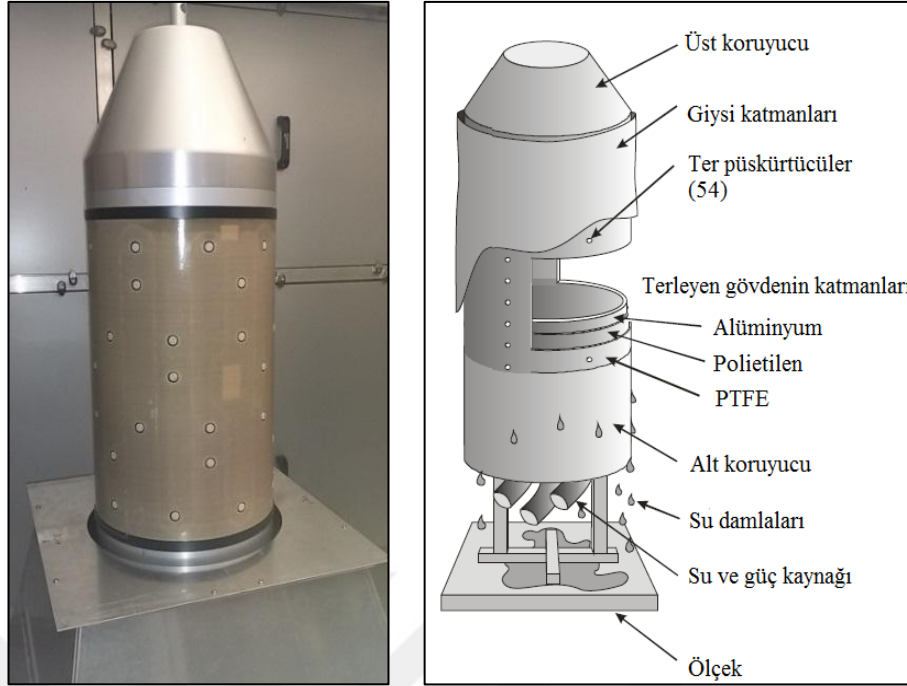 Üst koruyucu
Giysi katmanları
Ter püskürtücüler
(54)
Terleyen gövdenin katmanları
Alüminyum
Polietilen
PTFE
Alt koruyucu
Su damlaları
Su ve güç kaynağı
Ölçek